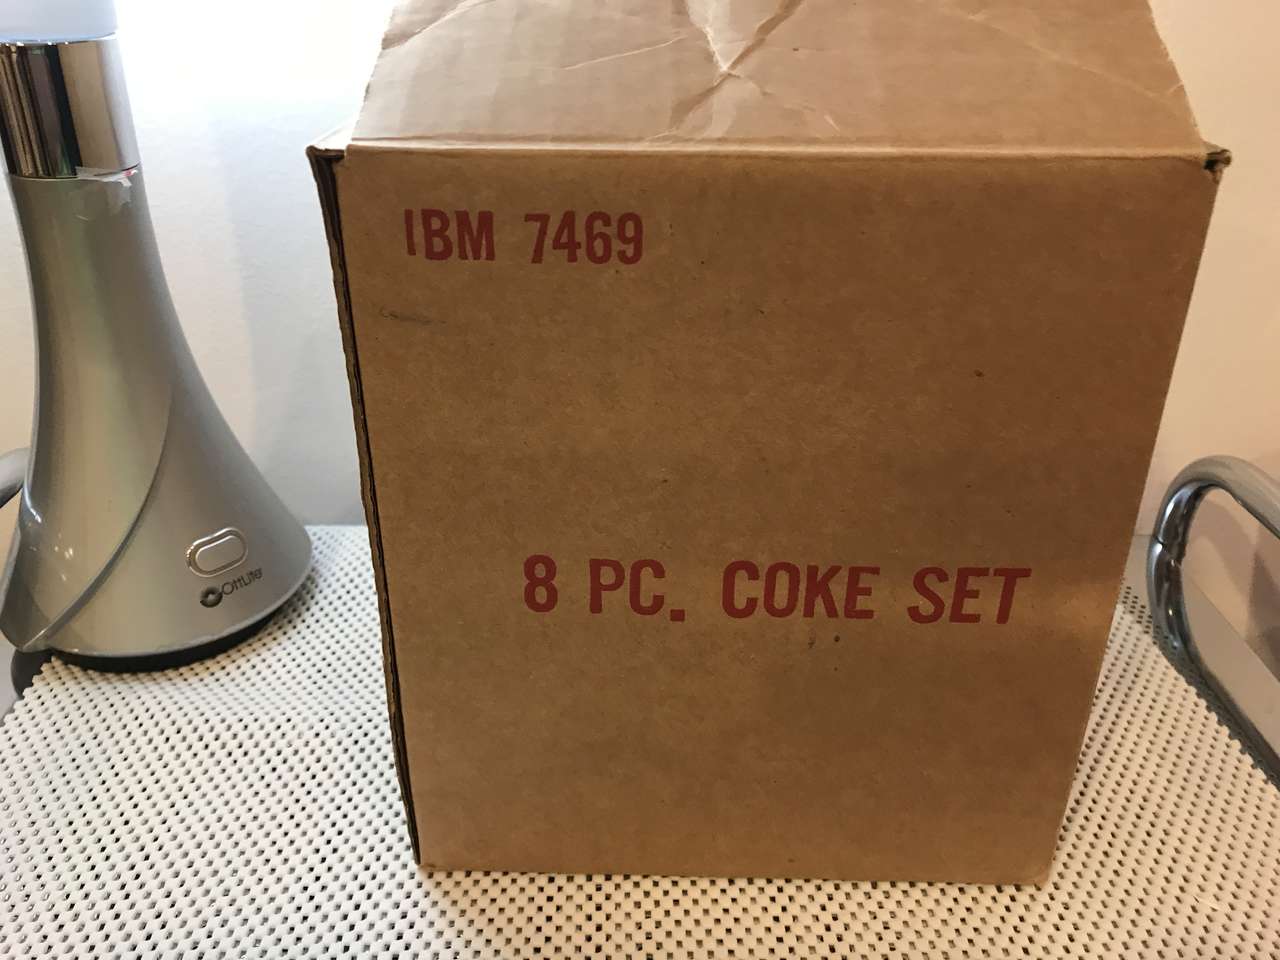 IBM 7469
8 PC. COKE SET
OttLite